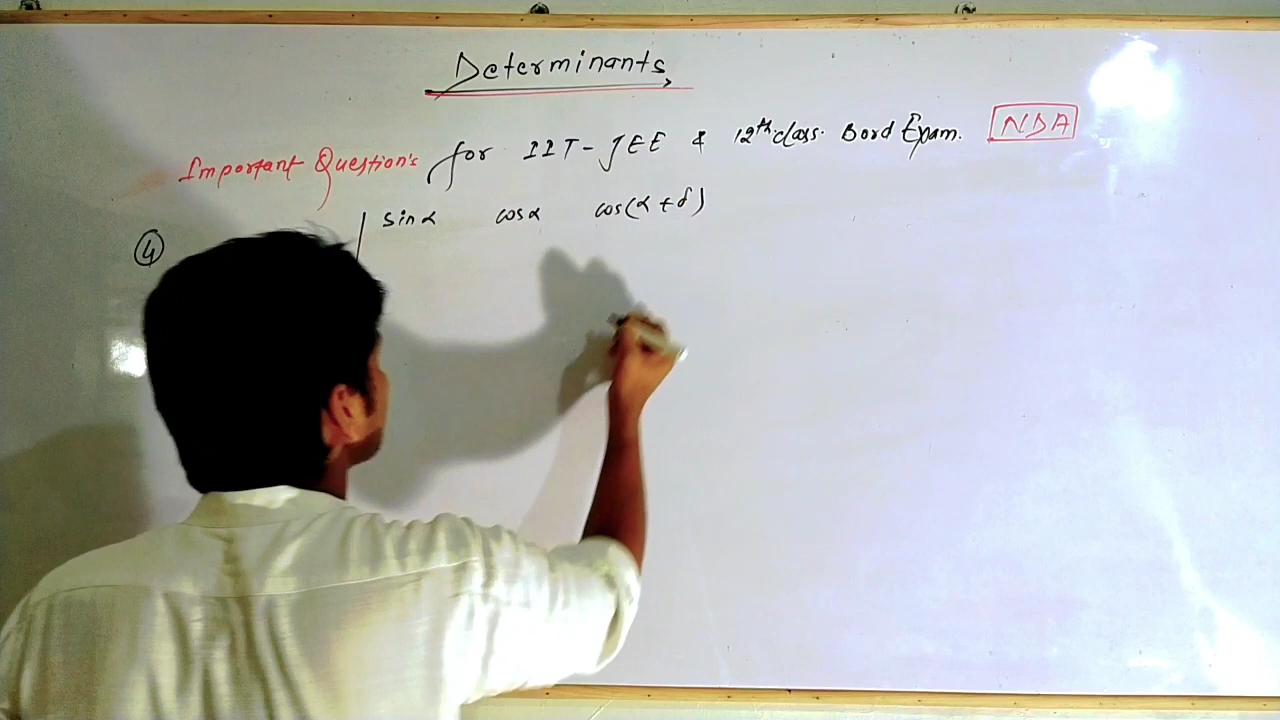 Determinants
Important Question's for IIT-JEE & 12th class. Bord Exam. NDA
4 | sinα cosα cos(α+δ)